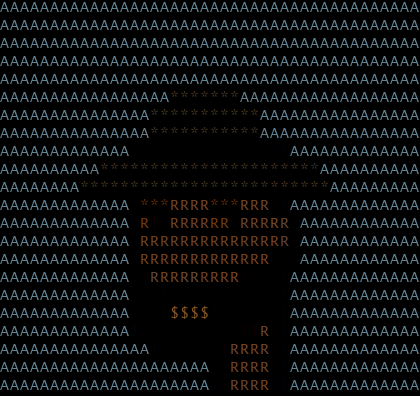 AAAAAAAAAAAAAAAAAAAAAAAAAAAAAAAAAAAAAAAAAA
AAAAAAAAAAAAAAAAAAAAAAAAAAAAAAAAAAAAAAAAAA
AAAAAAAAAAAAAAAAAAAAAAAAAAAAAAAAAAAAAAAAAA
AAAAAAAAAAAAAAAAAAAAAAAAAAAAAAAAAAAAAAAAAA
AAAAAAAAAAAAAAAAAAAAAAAAAAAAAAAAAAAAAAAAAA
AAAAAAAAAAAAAAAAA*******AAAAAAAAAAAAAAAAAA
AAAAAAAAAAAAAAA***********AAAAAAAAAAAAAAAA
AAAAAAAAAAAAAAA***********AAAAAAAAAAAAAAAA
AAAAAAAAAAAAA                AAAAAAAAAAAAA
AAAAAAAAAA**********************AAAAAAAAAA
AAAAAAAA*************************AAAAAAAAA
AAAAAAAAAAAAA ***RRRR***RRR  AAAAAAAAAAAAA
AAAAAAAAAAAAA R  RRRRRR RRRRR AAAAAAAAAAAA
AAAAAAAAAAAAA RRRRRRRRRRRRRRR AAAAAAAAAAAA
AAAAAAAAAAAAA RRRRRRRRRRRRR   AAAAAAAAAAAA
AAAAAAAAAAAAA  RRRRRRRRR     AAAAAAAAAAAAA
AAAAAAAAAAAAA                AAAAAAAAAAAAA
AAAAAAAAAAAAA    $$$$        AAAAAAAAAAAAA
AAAAAAAAAAAAA             R  AAAAAAAAAAAAA
AAAAAAAAAAAAAAA        RRRR  AAAAAAAAAAAAA
AAAAAAAAAAAAAAAAAAAAA  RRRR  AAAAAAAAAAAAA
AAAAAAAAAAAAAAAAAAAAA  RRRR  AAAAAAAAAAAAA